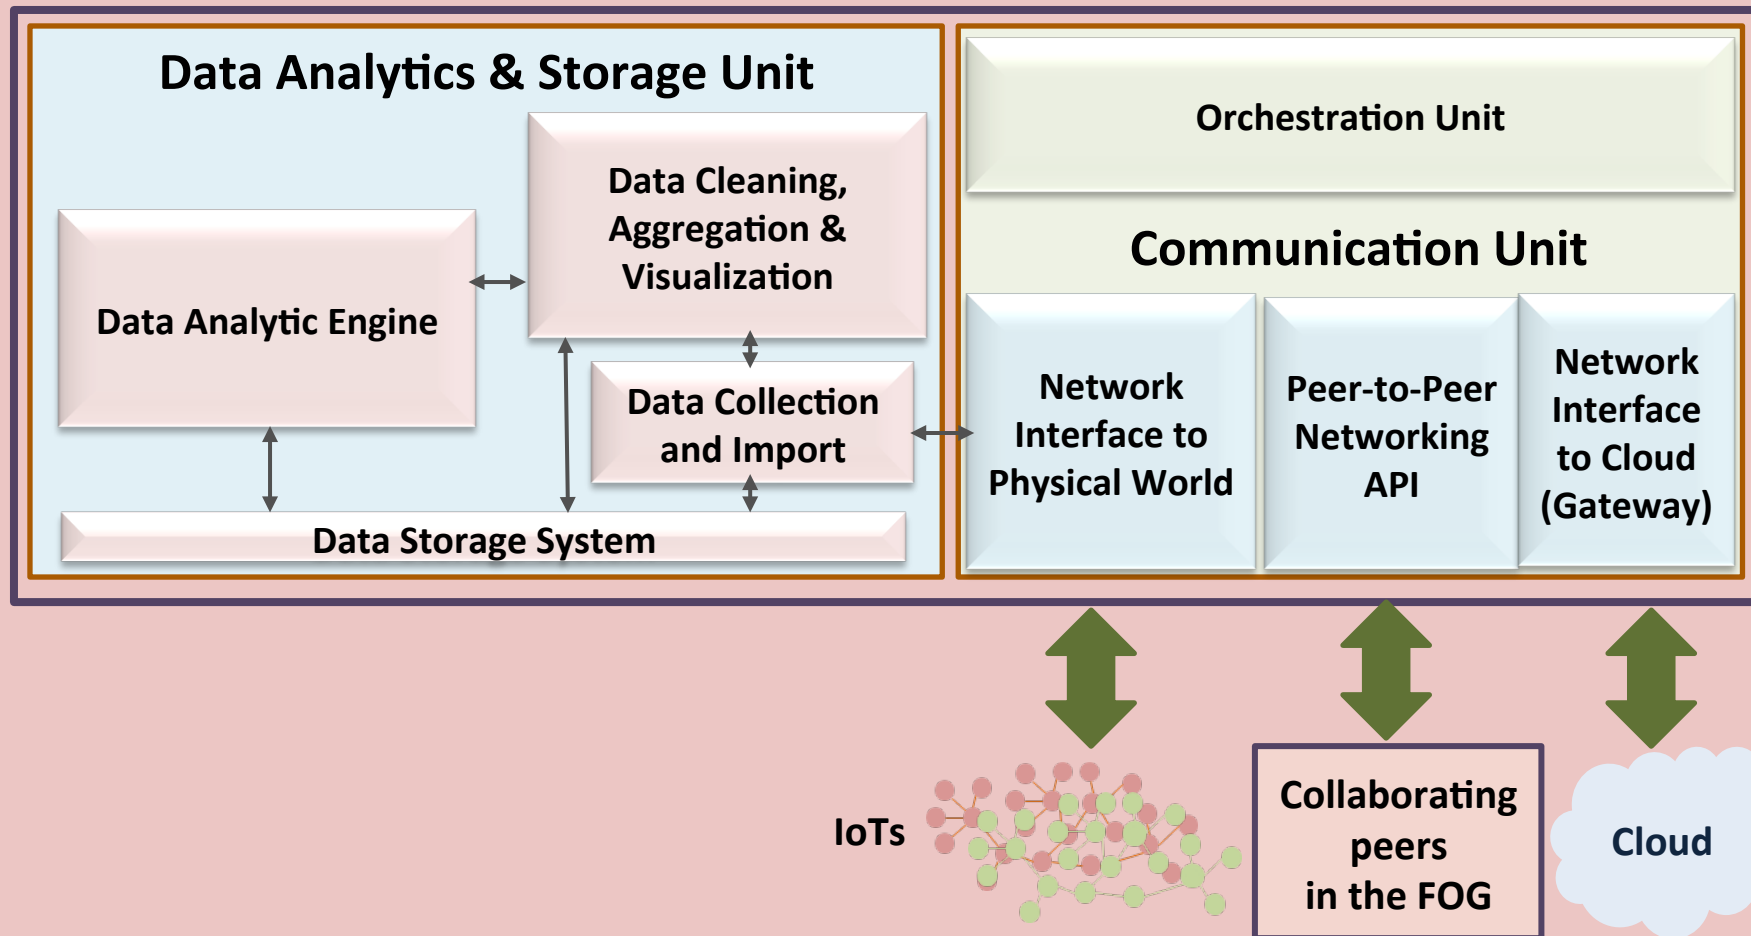 Data Analytics & Storage Unit
Data Cleaning,
Aggregation &
Visualization
Data Analytic Engine
Data Collection
and Import
Data Storage System
Orchestration Unit
Communication Unit
Network
Interface to
Physical World
Peer-to-Peer
Networking
API
Network
Interface
to Cloud
(Gateway)
IoTs
Collaborating
peers
in the FOG
Cloud